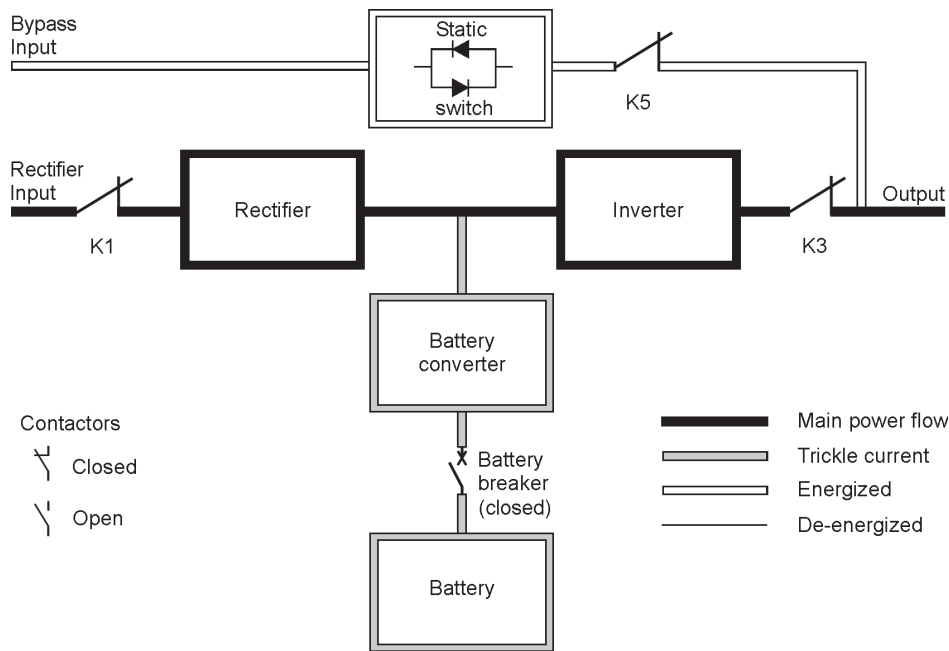 Bypass
Input
Static
switch
K5
Rectifier
Input
K1
Rectifier
Inverter
K3
Output
Battery
converter
Contactors
Closed
Open
Battery
breaker
(closed)
Battery
Main power flow
Trickle current
Energized
De-energized